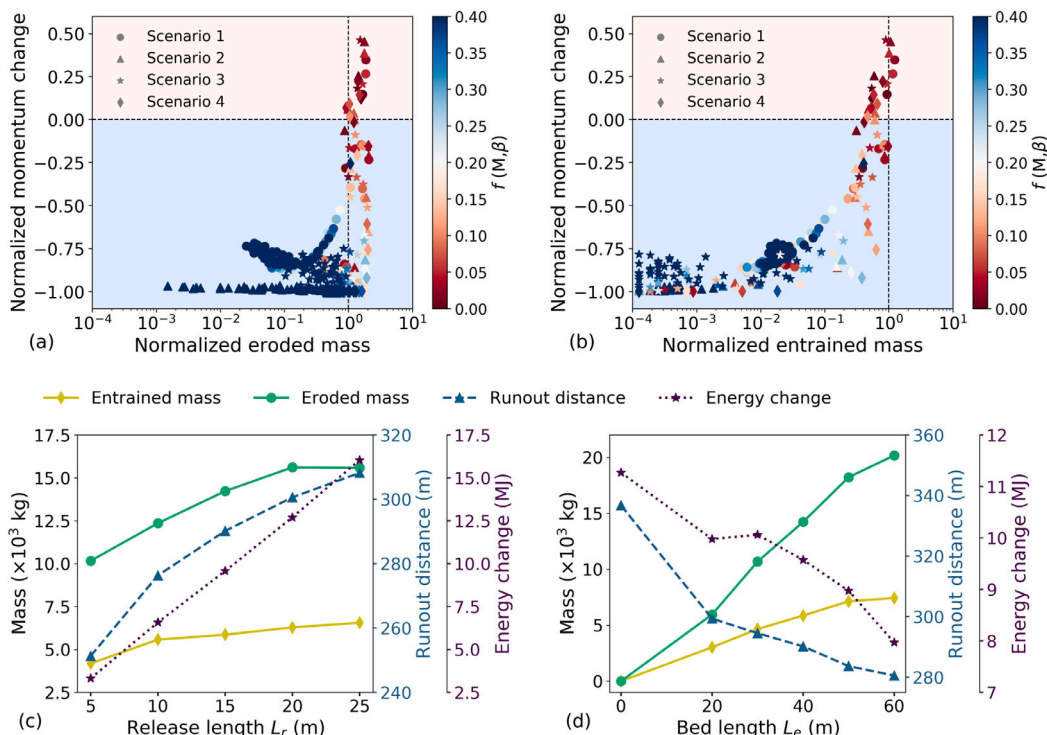 0.50
0.25
0.00
−0.25
−0.50
−0.75
−1.00
Normalized momentum change
Scenario 1
Scenario 2
Scenario 3
Scenario 4
10⁻⁴ 10⁻³ 10⁻² 10⁻¹ 10⁰ 10¹
(a) Normalized eroded mass
0.40
0.35
0.30
0.25
0.20
0.15
0.10
0.05
0.00
f (M,β)
0.50
0.25
0.00
−0.25
−0.50
−0.75
−1.00
Normalized momentum change
Scenario 1
Scenario 2
Scenario 3
Scenario 4
10⁻⁴ 10⁻³ 10⁻² 10⁻¹ 10⁰ 10¹
(b) Normalized entrained mass
0.40
0.35
0.30
0.25
0.20
0.15
0.10
0.05
0.00
f (M,β)
Entrained mass Eroded mass Runout distance Energy change
17.5
15.0
12.5
10.0
7.5
5.0
2.5
Mass (×10³ kg)
5 10 15 20 25
(c) Release length Lᵣ (m)
320
300
280
260
240
Runout distance (m)
17.5
15.0
12.5
10.0
7.5
5.0
2.5
Energy change (MJ)
20
15
10
5
0
Mass (×10³ kg)
0 20 30 40 50 60
(d) Bed length Lₑ (m)
360
340
320
300
280
Runout distance (m)
12
11
10
9
8
7
Energy change (MJ)